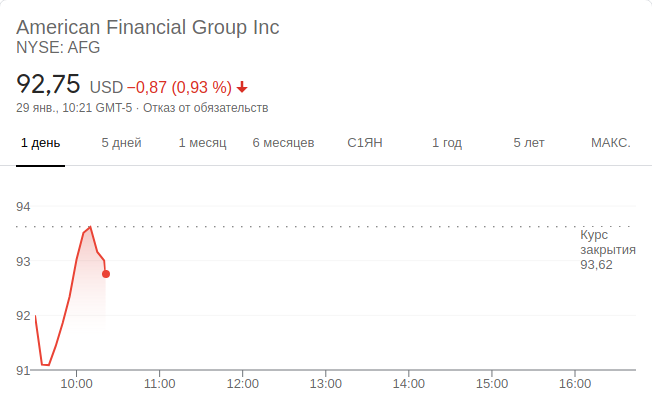 American Financial Group Inc
NYSE: AFG
92,75 USD −0,87 (0,93 %)
29 янв., 10:21 GMT-5 · Отказ от обязательств
1 день 5 дней 1 месяц 6 месяцев С1ЯН 1 год 5 лет МАКС.
94
Курс
закрытия
93,62
93
92
91
10:00 11:00 12:00 13:00 14:00 15:00 16:00